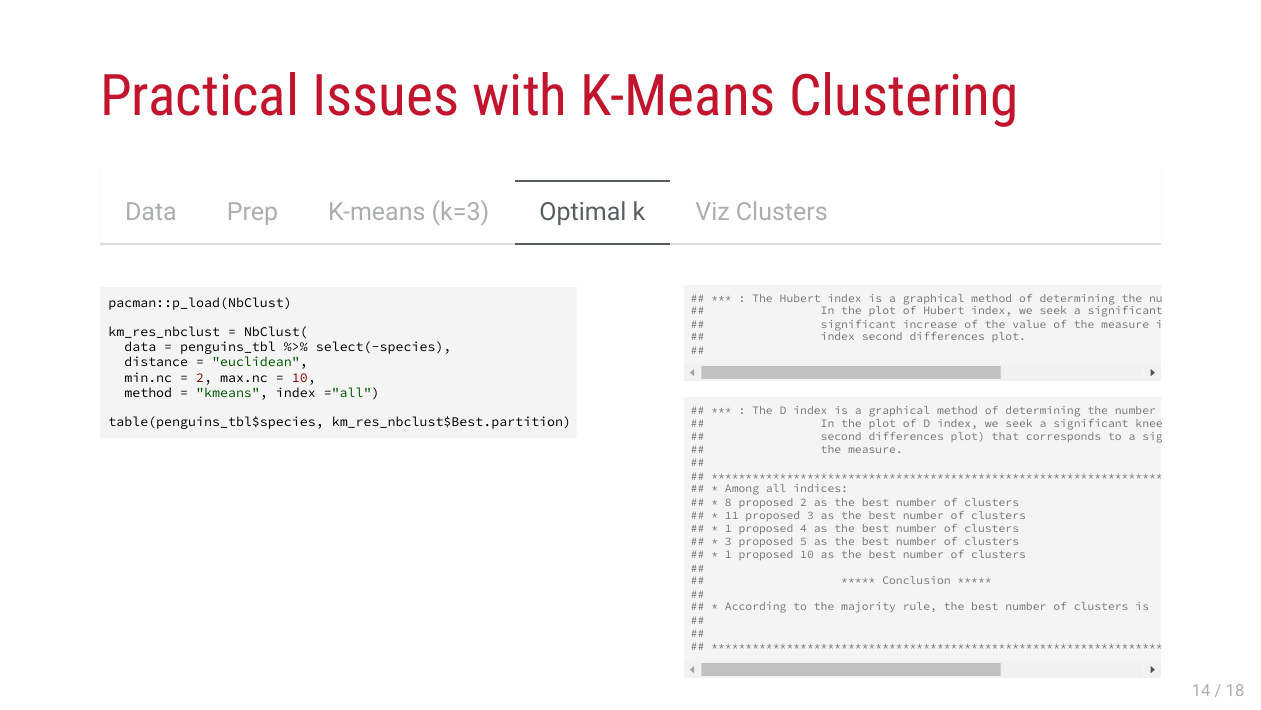 Practical Issues with K-Means Clustering
Data Prep K-means (k=3) Optimal k Viz Clusters
pacman::p_load(NbClust)
km_res_nbclust = NbClust(
  data = penguins_tbl %>% select(-species),
  distance = "euclidean",
  min.nc = 2, max.nc = 10,
  method = "kmeans", index ="all")
table(penguins_tbl$species, km_res_nbclust$Best.partition)
## *** : The Hubert index is a graphical method of determining the nu
##                 In the plot of Hubert index, we seek a significant
##                 significant increase of the value of the measure i
##                 index second differences plot.
##
## *** : The D index is a graphical method of determining the number
##                 In the plot of D index, we seek a significant knee
##                 second differences plot) that corresponds to a sig
##                 the measure.
##
## *******************************************************************
## * Among all indices:
## * 8 proposed 2 as the best number of clusters
## * 11 proposed 3 as the best number of clusters
## * 1 proposed 4 as the best number of clusters
## * 3 proposed 5 as the best number of clusters
## * 1 proposed 10 as the best number of clusters
##
##                    ***** Conclusion *****
##
## * According to the majority rule, the best number of clusters is
##
##
## *******************************************************************
14 / 18